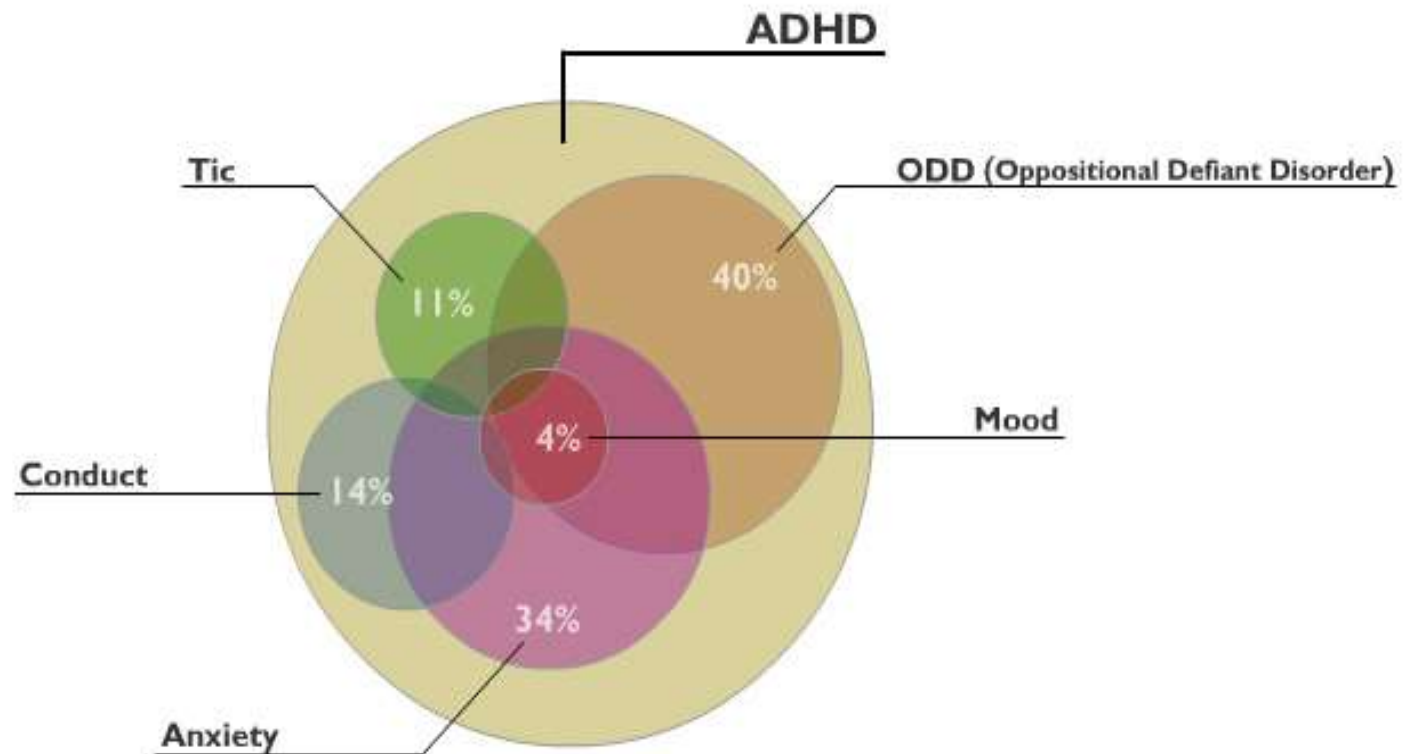 ADHD
Tic
ODD (Oppositional Defiant Disorder)
40%
11%
Mood
4%
Conduct
14%
34%
Anxiety